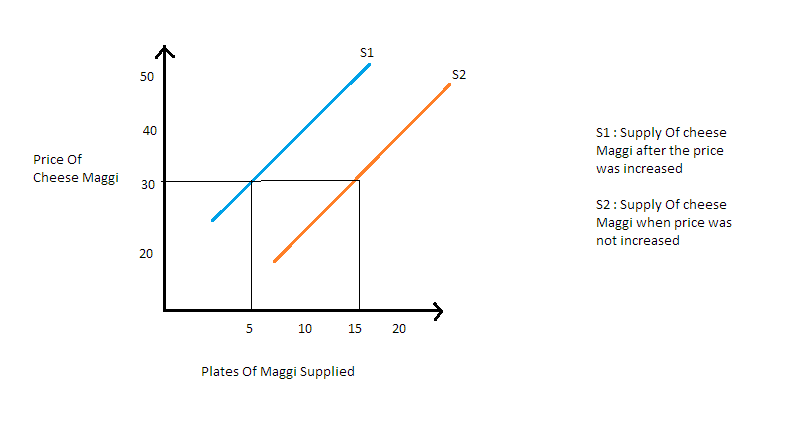 S1
S2
50
40
30
20
Price Of
Cheese Maggi
5 10 15 20
Plates Of Maggi Supplied
S1 : Supply Of cheese
Maggi after the price
was increased
S2 : Supply Of cheese
Maggi when price was
not increased